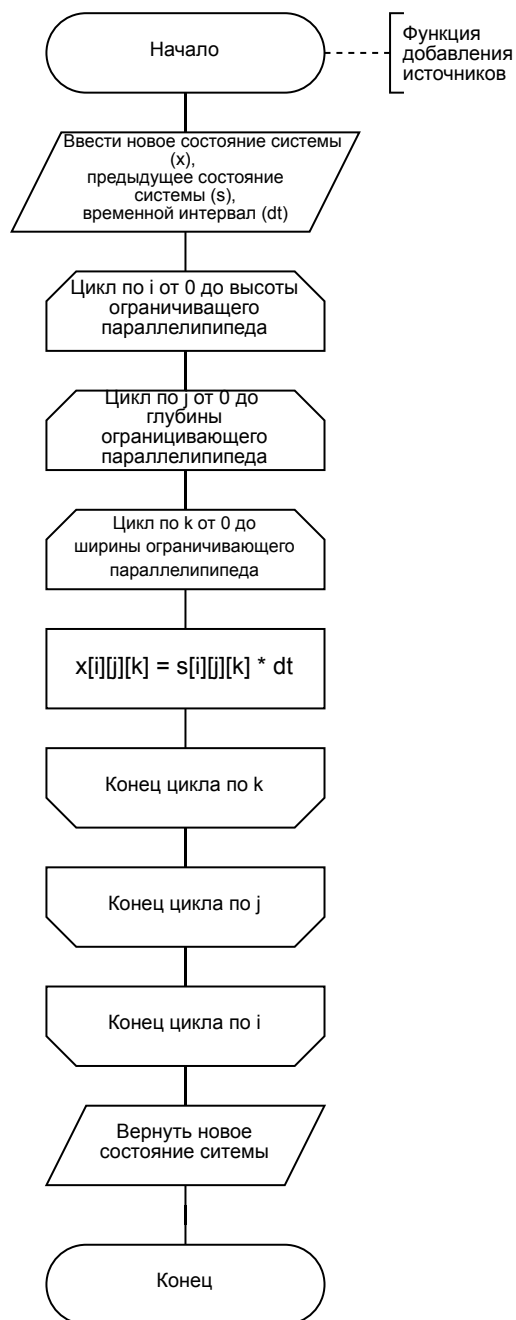 Начало
Функция
добавления
источников
Ввести новое состояние системы
(x),
предыдущее состояние
системы (s),
временной интервал (dt)
Цикл по i от 0 до высоты
ограничиващего
параллелипипеда
Цикл по j от 0 до
глубины
ограницивающего
параллелипипеда
Цикл по k от 0 до
ширины ограничивающего
параллелипипеда
x[i][j][k] = s[i][j][k] * dt
Конец цикла по k
Конец цикла по j
Конец цикла по i
Вернуть новое
состояние ситемы
Конец